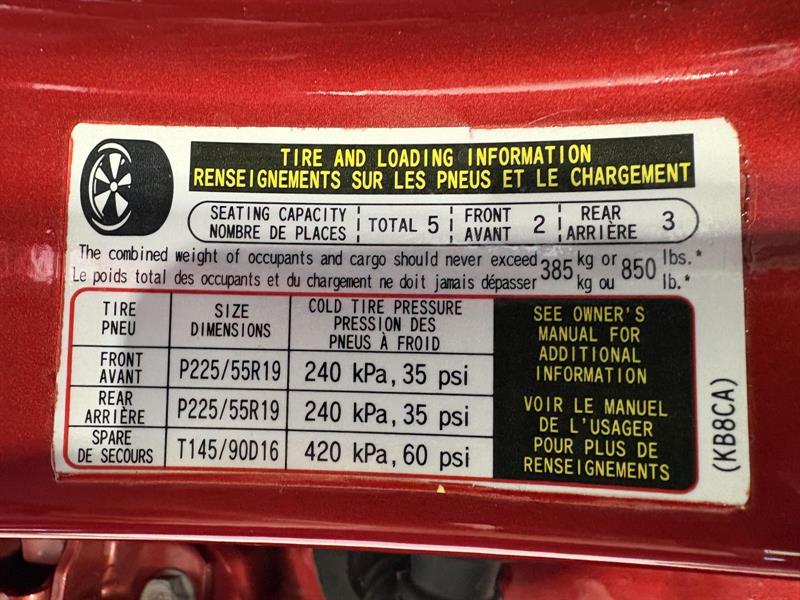 TIRE AND LOADING INFORMATION
RENSEIGNEMENTS SUR LES PNEUS ET LE CHARGEMENT
SEATING CAPACITY
NOMBRE DE PLACES
TOTAL 5
FRONT
AVANT 2
REAR
ARRIÈRE 3
The combined weight of occupants and cargo should never exceed 385 kg or 850 lbs.*
Le poids total des occupants et du chargement ne doit jamais dépasser kg ou lb.*
TIRE
PNEU
SIZE
DIMENSIONS
COLD TIRE PRESSURE
PRESSION DES
PNEUS À FROID
FRONT
AVANT
P225/55R19
240 kPa, 35 psi
REAR
ARRIÈRE
P225/55R19
240 kPa, 35 psi
SPARE
DE SECOURS
T145/90D16
420 kPa, 60 psi
SEE OWNER'S
MANUAL FOR
ADDITIONAL
INFORMATION
VOIR LE MANUEL
DE L'USAGER
POUR PLUS DE
RENSEIGNEMENTS
(KB8CA)